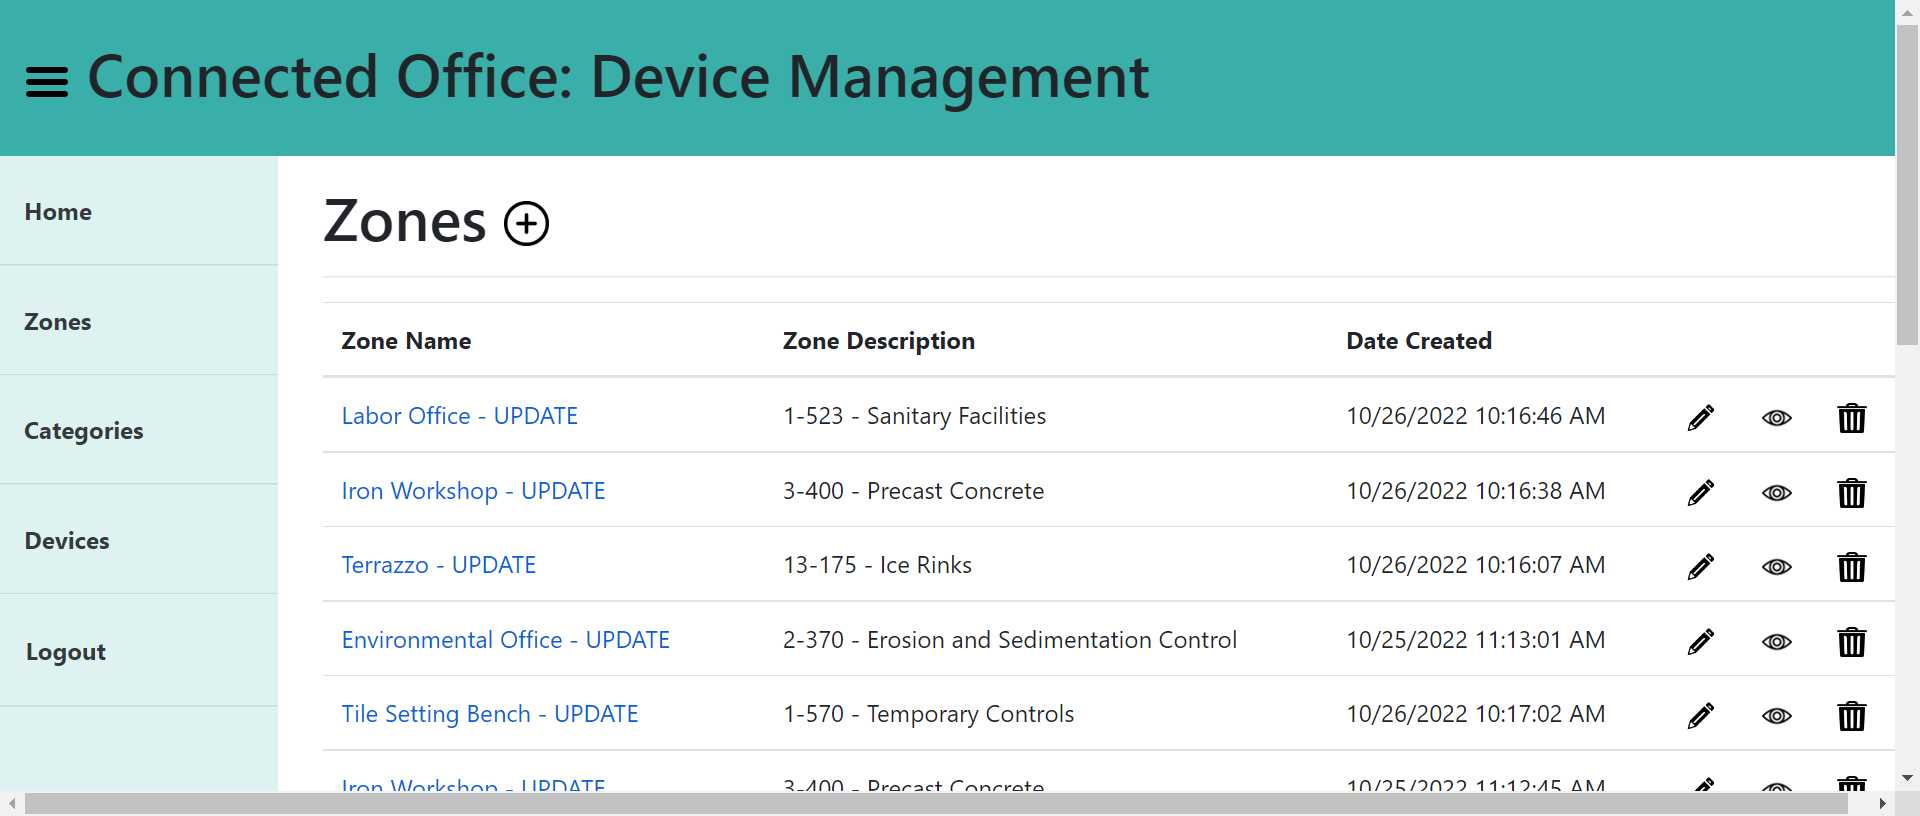 Connected Office: Device Management
Home
Zones
Categories
Devices
Logout
Zones
Zone Name Zone Description Date Created
Labor Office - UPDATE 1-523 - Sanitary Facilities 10/26/2022 10:16:46 AM
Iron Workshop - UPDATE 3-400 - Precast Concrete 10/26/2022 10:16:38 AM
Terrazzo - UPDATE 13-175 - Ice Rinks 10/26/2022 10:16:07 AM
Environmental Office - UPDATE 2-370 - Erosion and Sedimentation Control 10/25/2022 11:13:01 AM
Tile Setting Bench - UPDATE 1-570 - Temporary Controls 10/26/2022 10:17:02 AM
Iron Workshop - UPDATE 3-400 - Precast Concrete 10/25/2022 11:12:45 AM